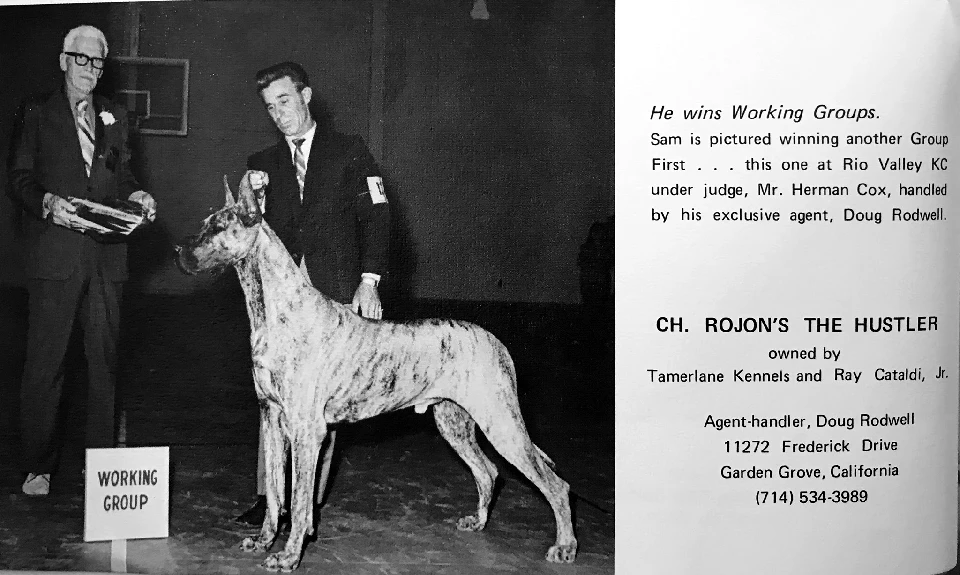 WORKING
GROUP
He wins Working Groups.
Sam is pictured winning another Group
First . . . this one at Rio Valley KC
under judge, Mr. Herman Cox, handled
by his exclusive agent, Doug Rodwell.
CH. ROJON'S THE HUSTLER
owned by
Tamerlane Kennels and Ray Cataldi, Jr.
Agent-handler, Doug Rodwell
11272 Frederick Drive
Garden Grove, California
(714) 534-3989